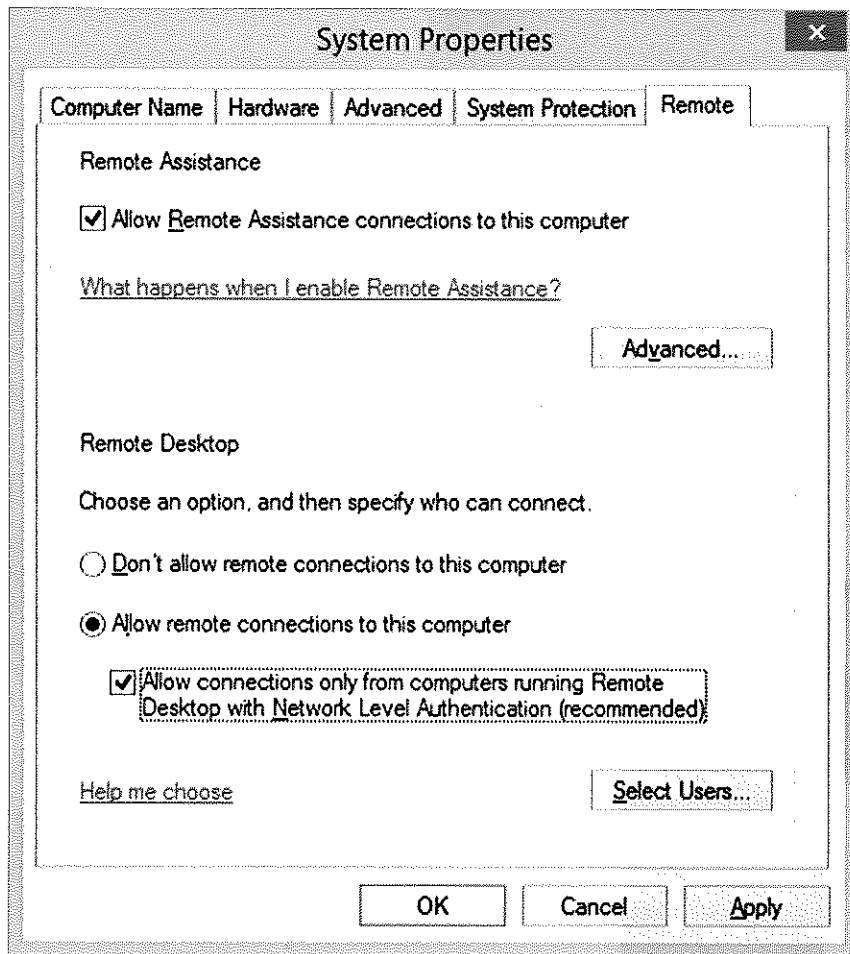 System Properties
Computer Name Hardware Advanced System Protection Remote
Remote Assistance
Allow Remote Assistance connections to this computer
What happens when I enable Remote Assistance?
Advanced...
Remote Desktop
Choose an option, and then specify who can connect.
Don't allow remote connections to this computer
Allow remote connections to this computer
Allow connections only from computers running Remote
Desktop with Network Level Authentication (recommended)
Help me choose
Select Users...
OK Cancel Apply